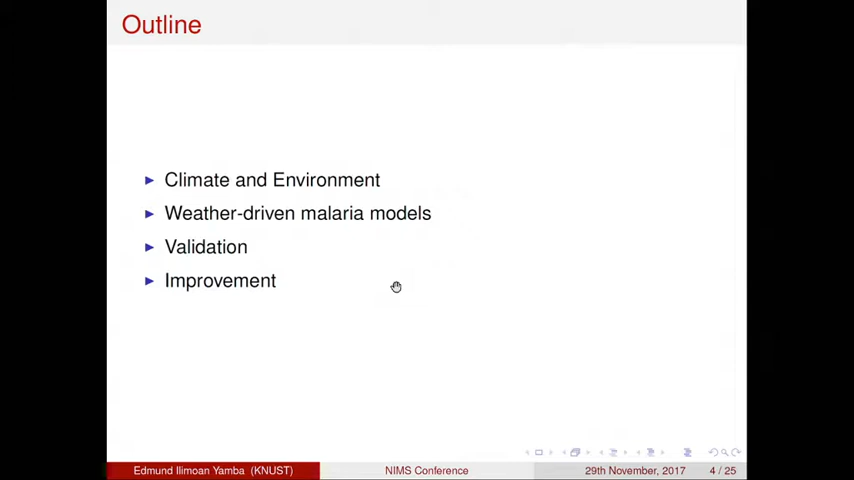 Outline
Climate and Environment
Weather-driven malaria models
Validation
Improvement
Edmund Ilimoan Yamba (KNUST)
NIMS Conference
29th November, 2017
4 / 25